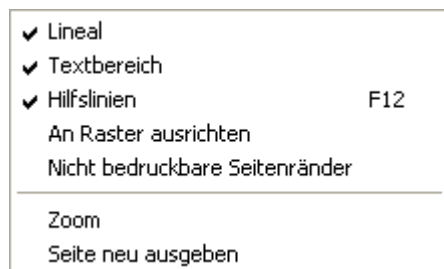 Lineal
Textbereich
Hilfslinien F12
An Raster ausrichten
Nicht bedruckbare Seitenränder
Zoom
Seite neu ausgeben